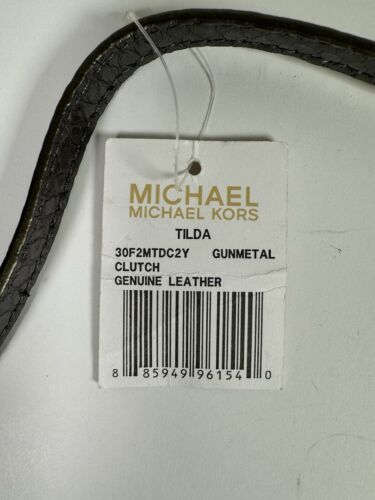 MICHAEL
MICHAEL KORS
TILDA
30F2MTDC2Y GUNMETAL
CLUTCH
GENUINE LEATHER
8 85949 96154 0